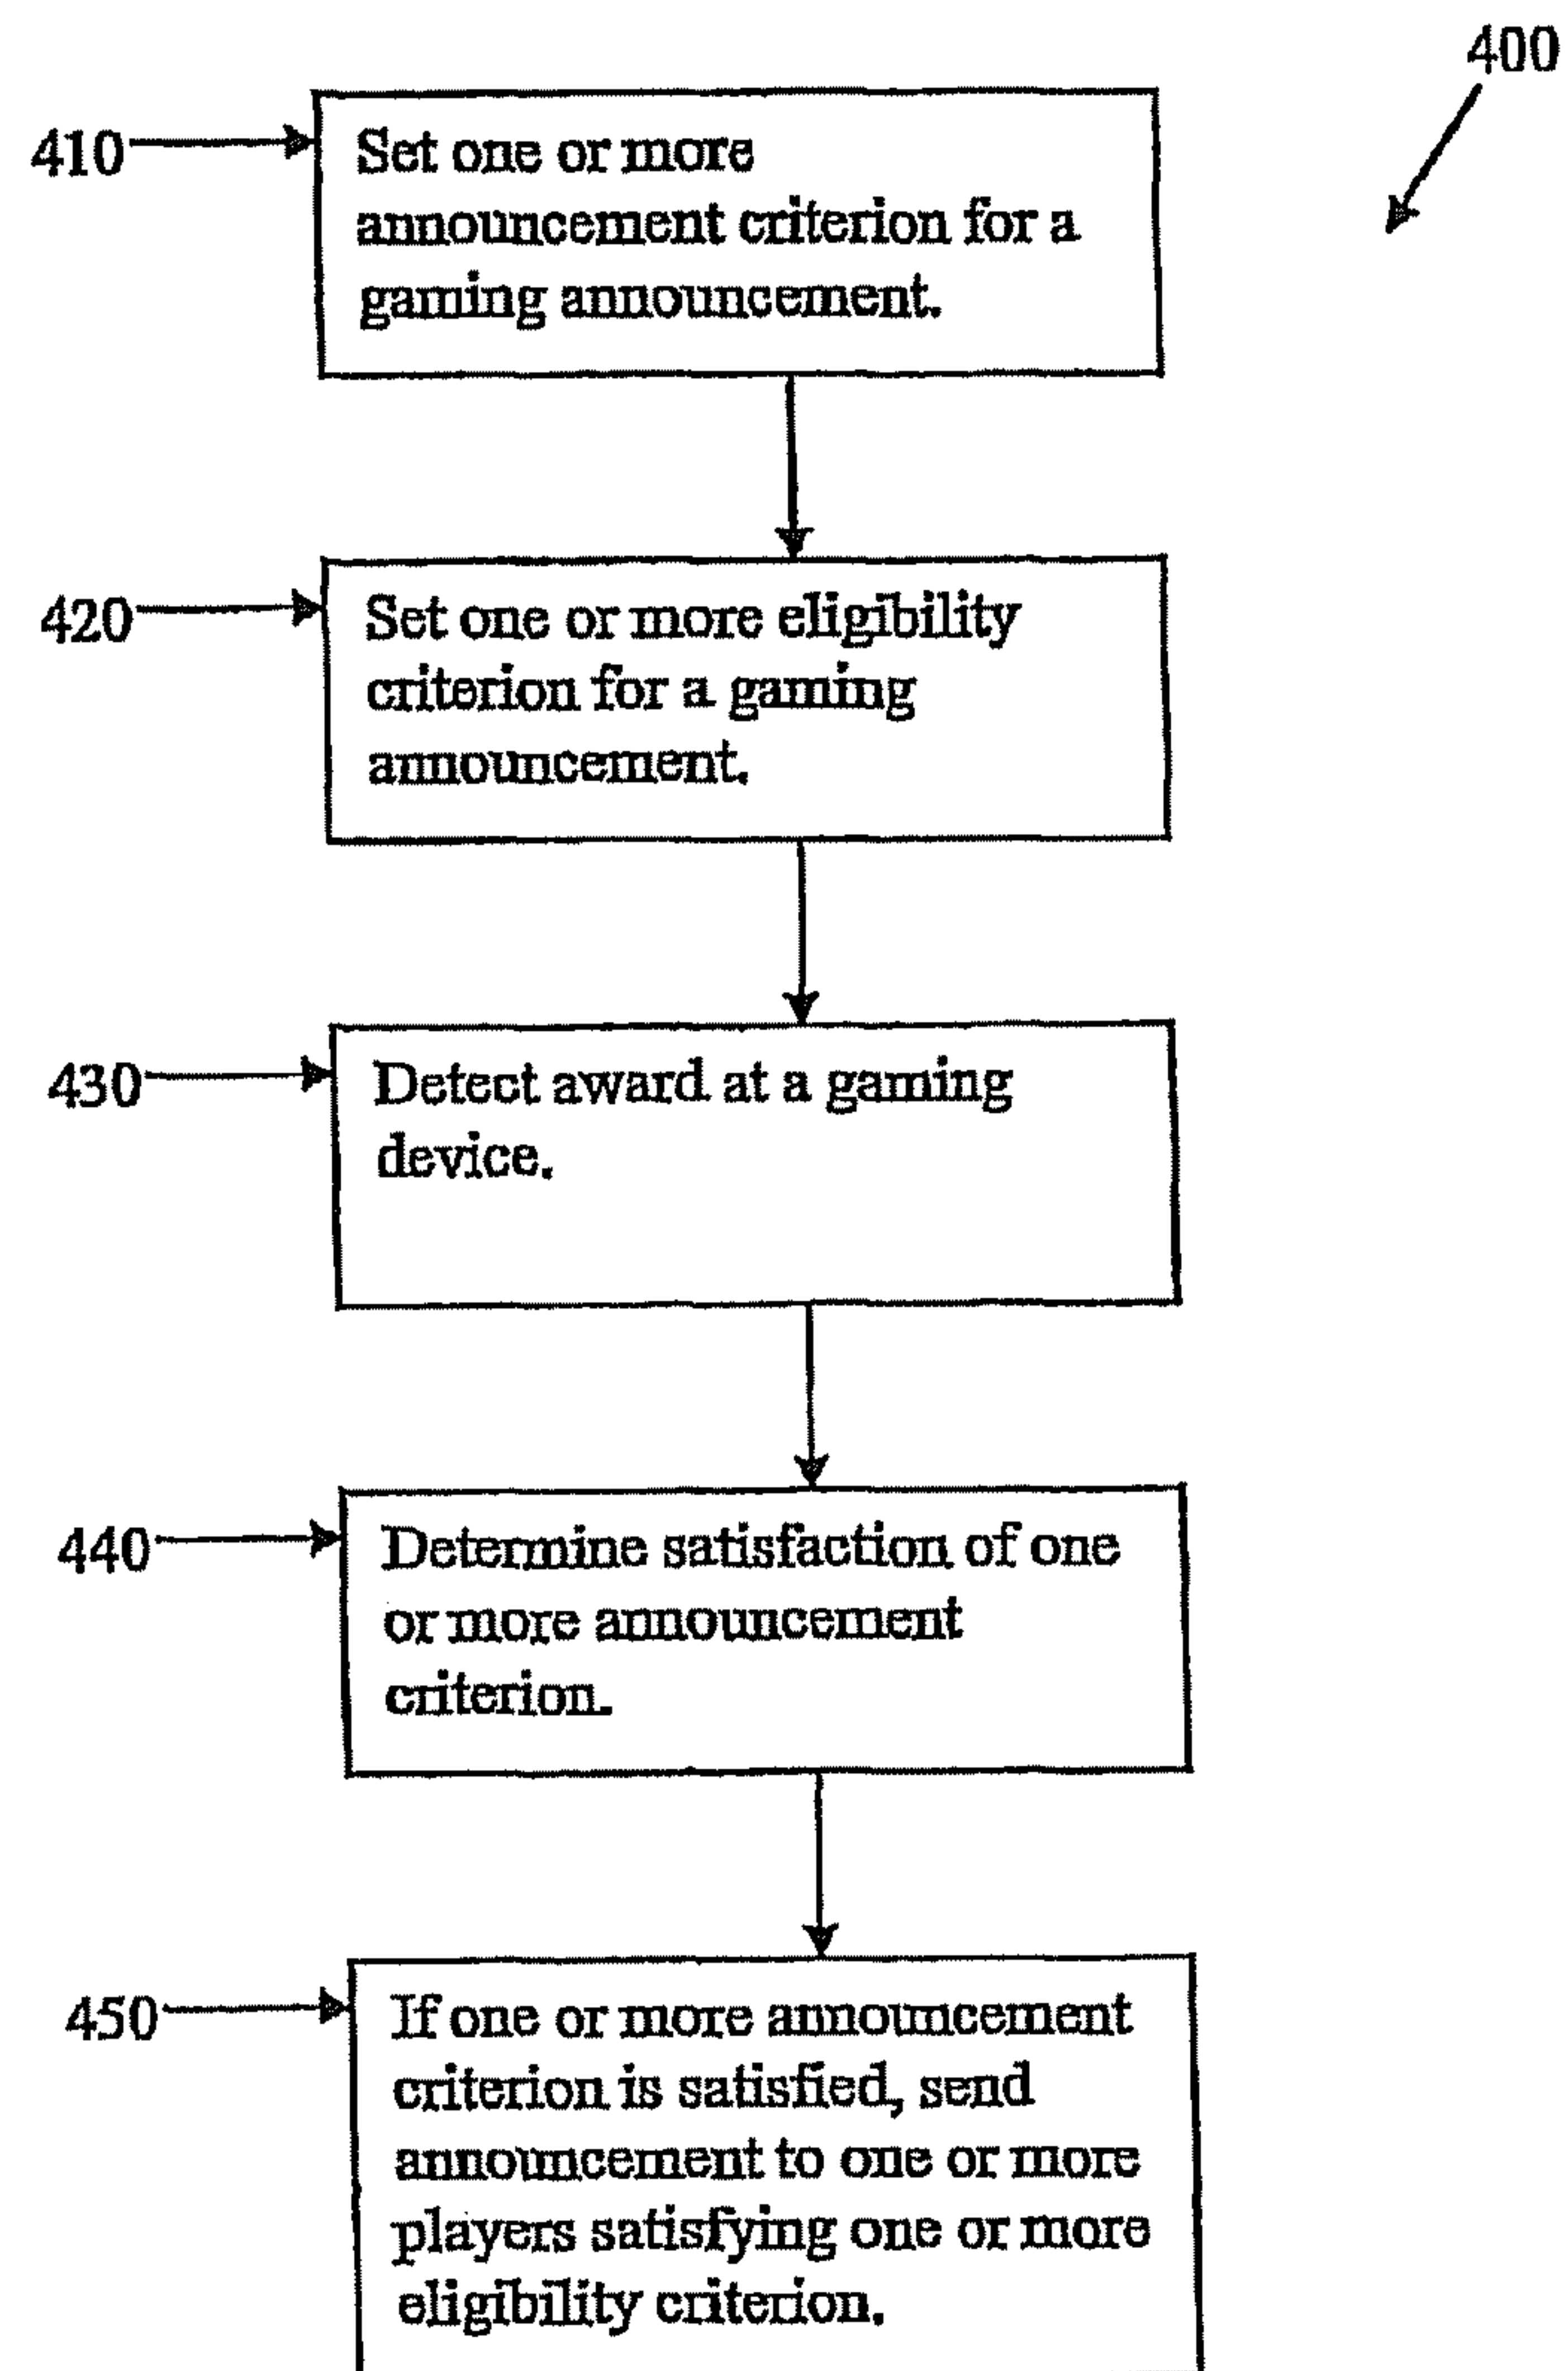 400
410
Set one or more
announcement criterion for a
gaming announcement.
420
Set one or more eligibility
criterion for a gaming
announcement.
430
Detect award at a gaming
device.
440
Determine satisfaction of one
or more announcement
criterion.
450
If one or more announcement
criterion is satisfied, send
announcement to one or more
players satisfying one or more
eligibility criterion.